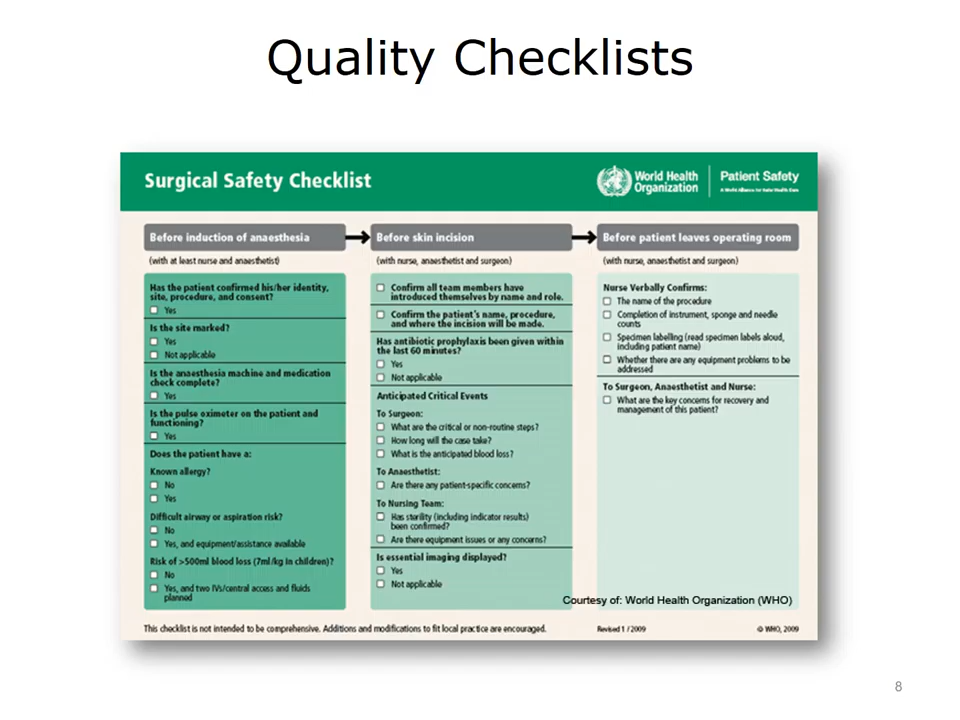 Quality Checklists
Surgical Safety Checklist
World Health
Organization
Patient Safety
A World Alliance for Safer Health Care
Before induction of anaesthesia
(with at least nurse and anaesthetist)
Has the patient confirmed his/her identity,
site, procedure, and consent?
Yes
Is the site marked?
Yes
Not applicable
Is the anaesthesia machine and medication
check complete?
Yes
Is the pulse oximeter on the patient and
functioning?
Yes
Does the patient have a:
Known allergy?
No
Yes
Difficult airway or aspiration risk?
No
Yes, and equipment/assistance available
Risk of >500ml blood loss (7ml/kg in children)?
No
Yes, and two IVs/central access and fluids
planned
Before skin incision
(with nurse, anaesthetist and surgeon)
Confirm all team members have
introduced themselves by name and role.
Confirm the patient's name, procedure,
and where the incision will be made.
Has antibiotic prophylaxis been given within
the last 60 minutes?
Yes
Not applicable
Anticipated Critical Events
To Surgeon:
What are the critical or non-routine steps?
How long will the case take?
What is the anticipated blood loss?
To Anaesthetist:
Are there any patient-specific concerns?
To Nursing Team:
Has sterility (including indicator results)
been confirmed?
Are there equipment issues or any concerns?
Is essential imaging displayed?
Yes
Not applicable
Before patient leaves operating room
(with nurse, anaesthetist and surgeon)
Nurse Verbally Confirms:
The name of the procedure
Completion of instrument, sponge and needle
counts
Specimen labelling (read specimen labels aloud,
including patient name)
Whether there are any equipment problems to be
addressed
To Surgeon, Anaesthetist and Nurse:
What are the key concerns for recovery and
management of this patient?
Courtesy of: World Health Organization (WHO)
This checklist is not intended to be comprehensive. Additions and modifications to fit local practice are encouraged.
Revised 1 / 2009
© WHO, 2009
8